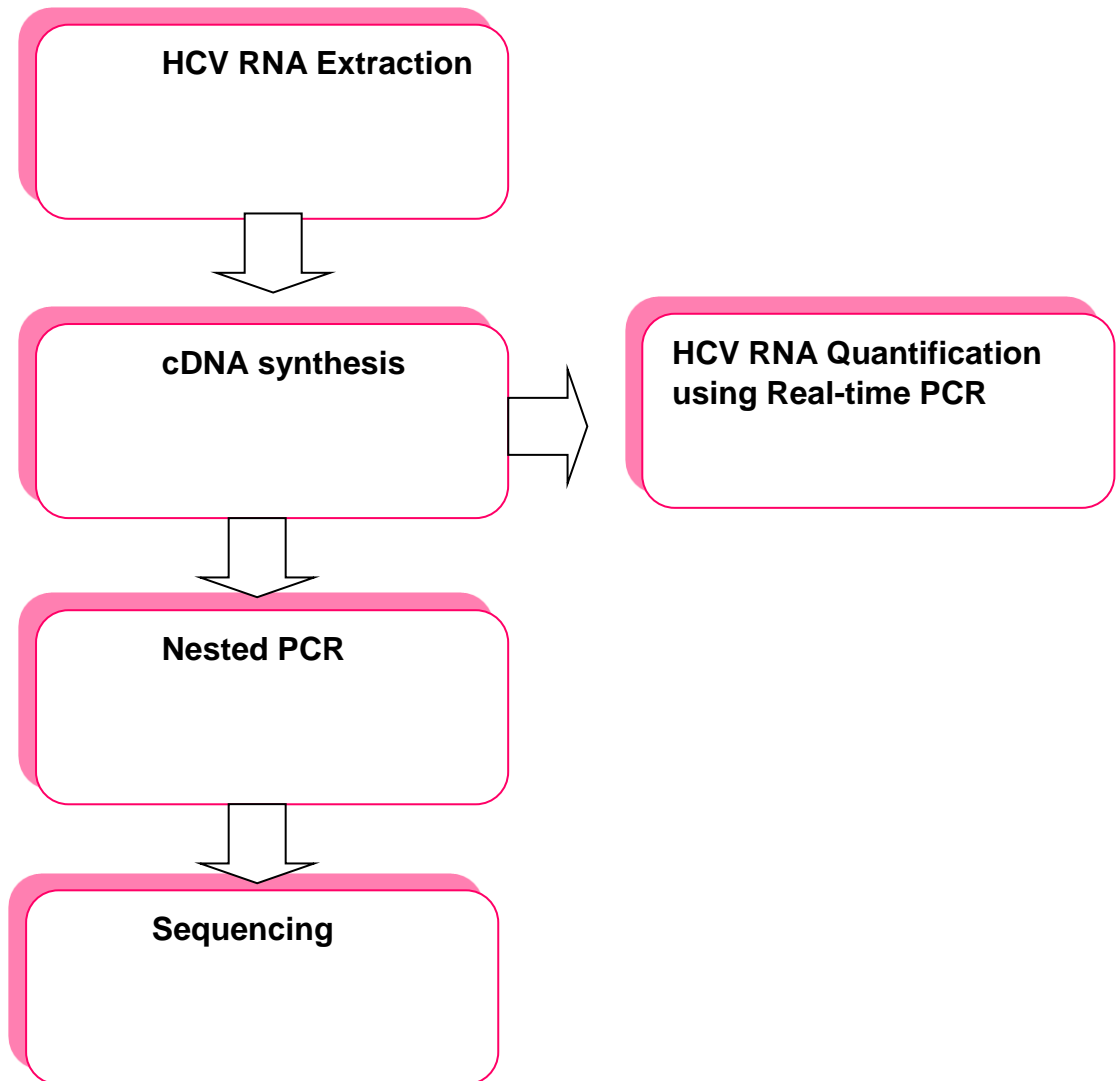 HCV RNA Extraction
cDNA synthesis
HCV RNA Quantification
using Real-time PCR
Nested PCR
Sequencing